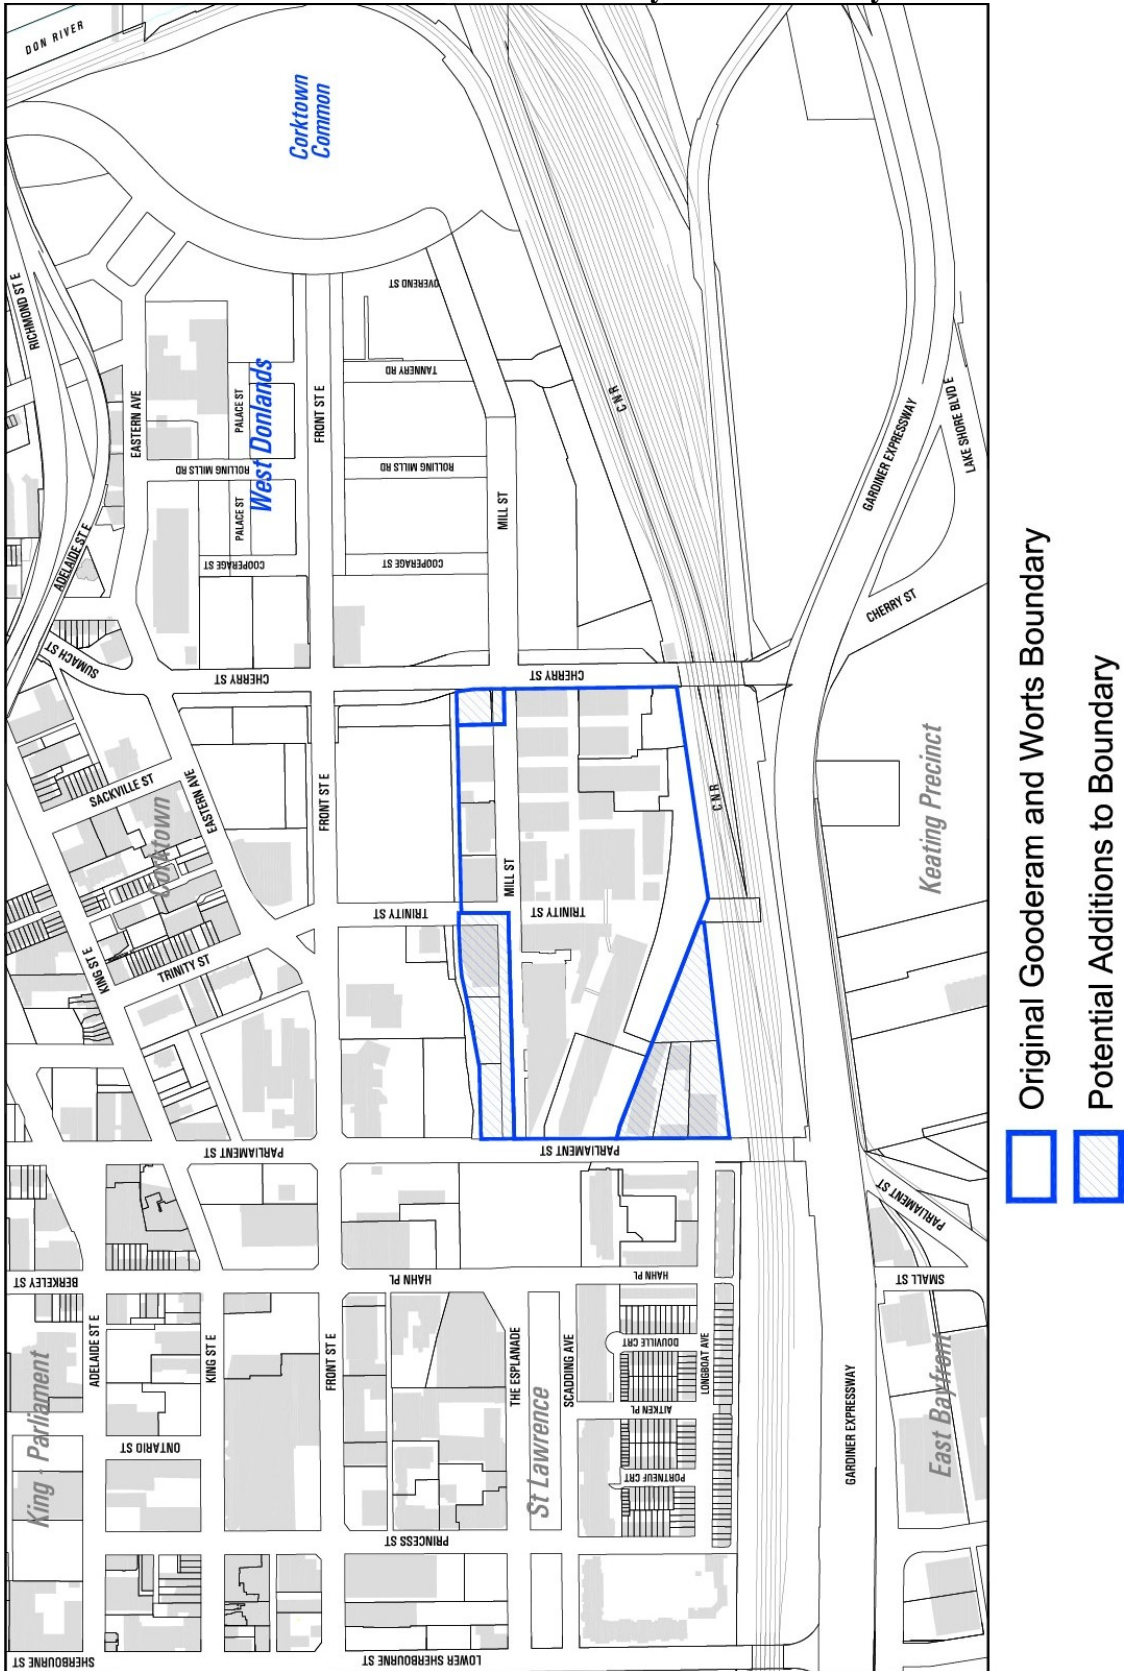 SHERBOURNE ST
King - Parliament
BERKELEY ST
ADELAIDE ST E
ONTARIO ST
KING ST E
PRINCESS ST
FRONT ST E
LOWER SHERBOURNE ST
HAHN PL
THE ESPLANADE
St Lawrence
SCADDING AVE
PORTNEUF CRT
AITKEN PL
DOUVILLE CRT
HAHN PL
LONGBOAT AVE
GARDINER EXPRESSWAY
East Bayfront
SMALL ST
PARLIAMENT ST
PARLIAMENT ST
PARLIAMENT ST
KING ST E
TRINITY ST
Corktown
SACKVILLE ST
EASTERN AVE
SUMACH ST
ADELAIDE ST E
RICHMOND ST E
DON RIVER
EASTERN AVE
CHERRY ST
FRONT ST E
TRINITY ST
MILL ST
TRINITY ST
CHERRY ST
C N R
Keating Precinct
CHERRY ST
COOPERAGE ST
PALACE ST
ROLLING MILLS RD
PALACE ST
West Donlands
FRONT ST E
COOPERAGE ST
ROLLING MILLS RD
TANNERY RD
OVEREND ST
Corktown
Common
MILL ST
C N R
GARDINER EXPRESSWAY
LAKE SHORE BLVD E
Original Gooderam and Worts Boundary
Potential Additions to Boundary